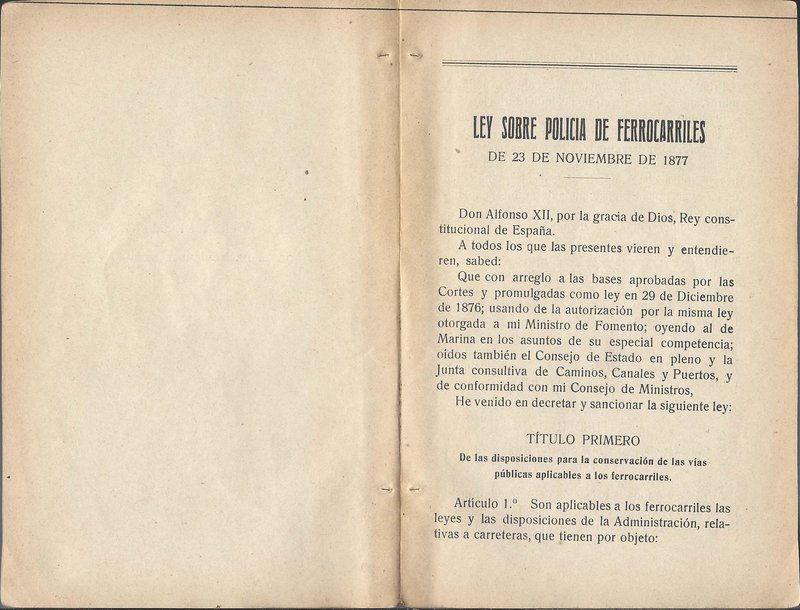 LEY SOBRE POLICIA DE FERROCARRILES
DE 23 DE NOVIEMBRE DE 1877
Don Alfonso XII, por la gracia de Dios, Rey cons-
titucional de España.
A todos los que las presentes vieren y entendie-
ren, sabed:
Que con arreglo a las bases aprobadas por las
Cortes y promulgadas como ley en 29 de Diciembre
de 1876; usando de la autorización por la misma ley
otorgada a mi Ministro de Fomento; oyendo al de
Marina en los asuntos de su especial competencia;
oídos también el Consejo de Estado en pleno y la
Junta consultiva de Caminos, Canales y Puertos, y
de conformidad con mi Consejo de Ministros,
He venido en decretar y sancionar la siguiente ley:
TÍTULO PRIMERO
De las disposiciones para la conservación de las vías
públicas aplicables a los ferrocarriles.
Artículo 1.º Son aplicables a los ferrocarriles las
leyes y las disposiciones de la Administración, rela-
tivas a carreteras, que tienen por objeto: